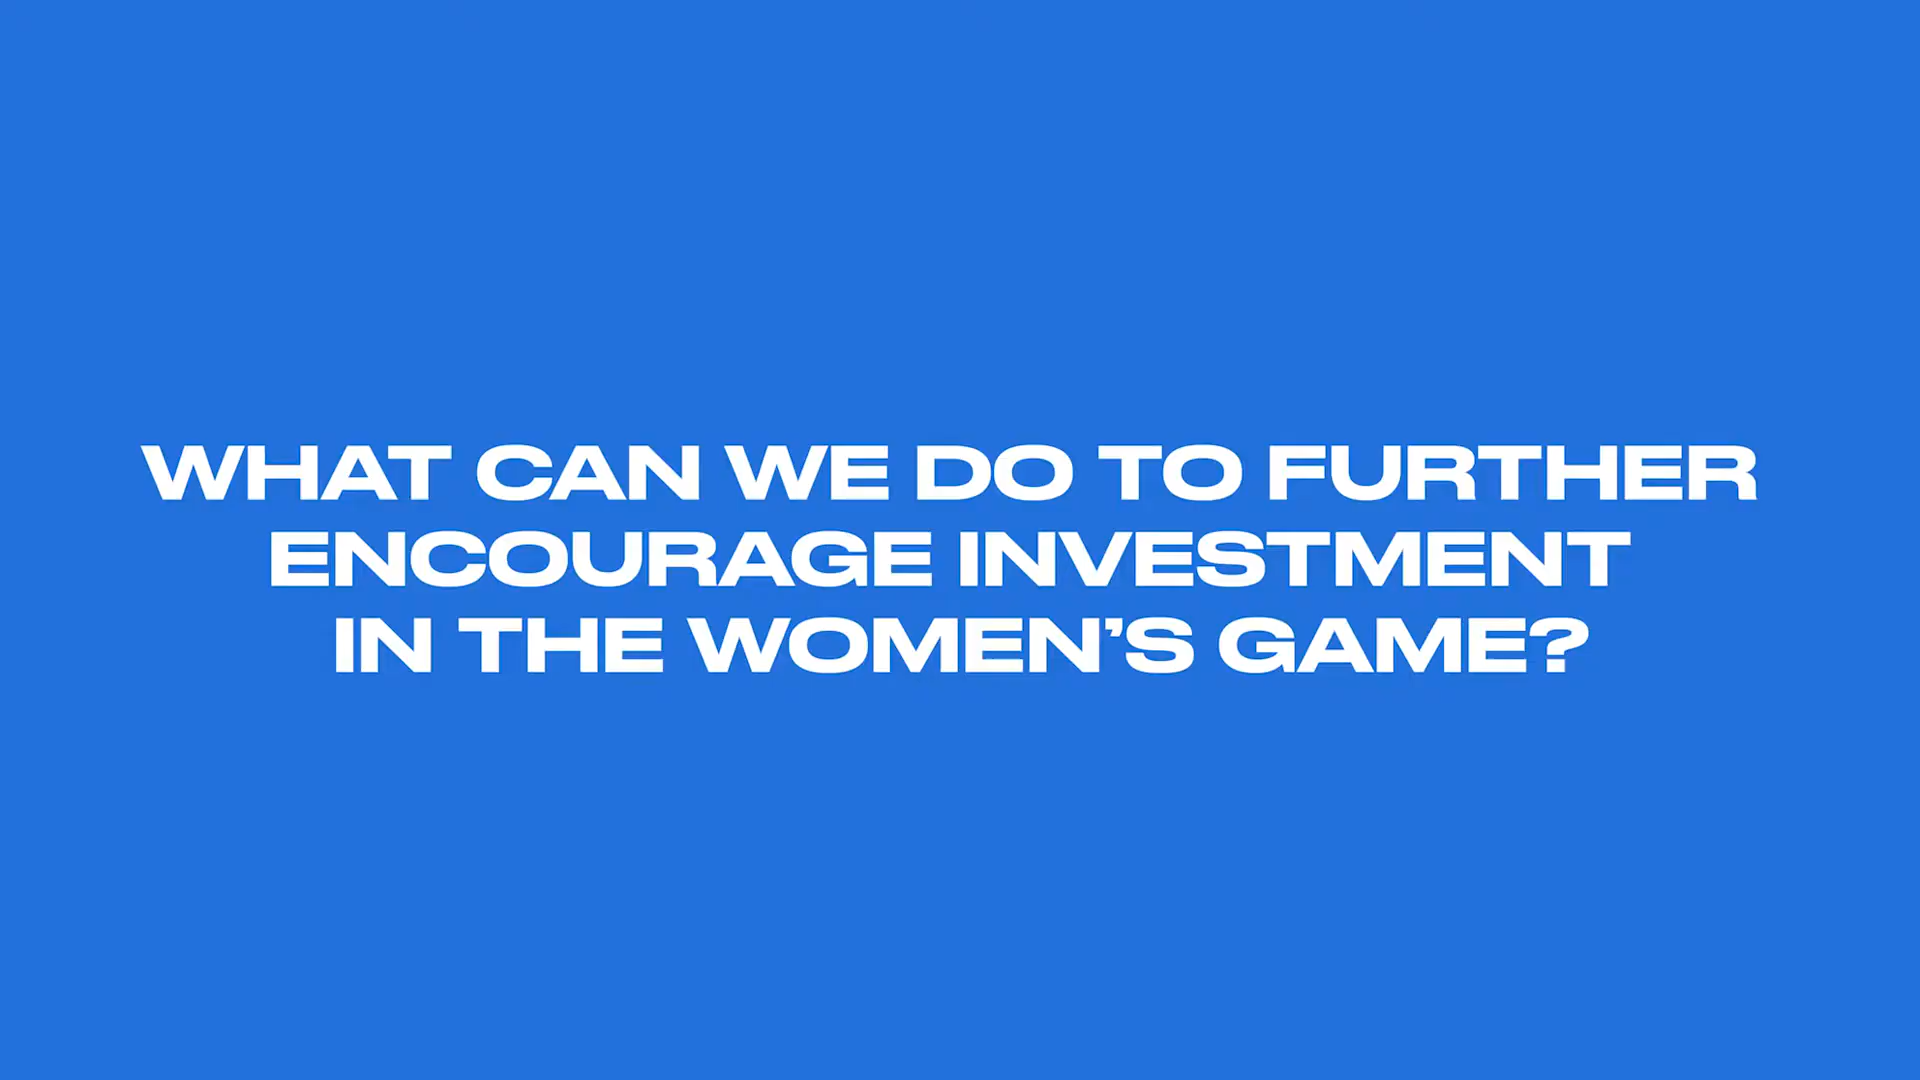 WHAT CAN WE DO TO FURTHER
ENCOURAGE INVESTMENT
IN THE WOMEN’S GAME?